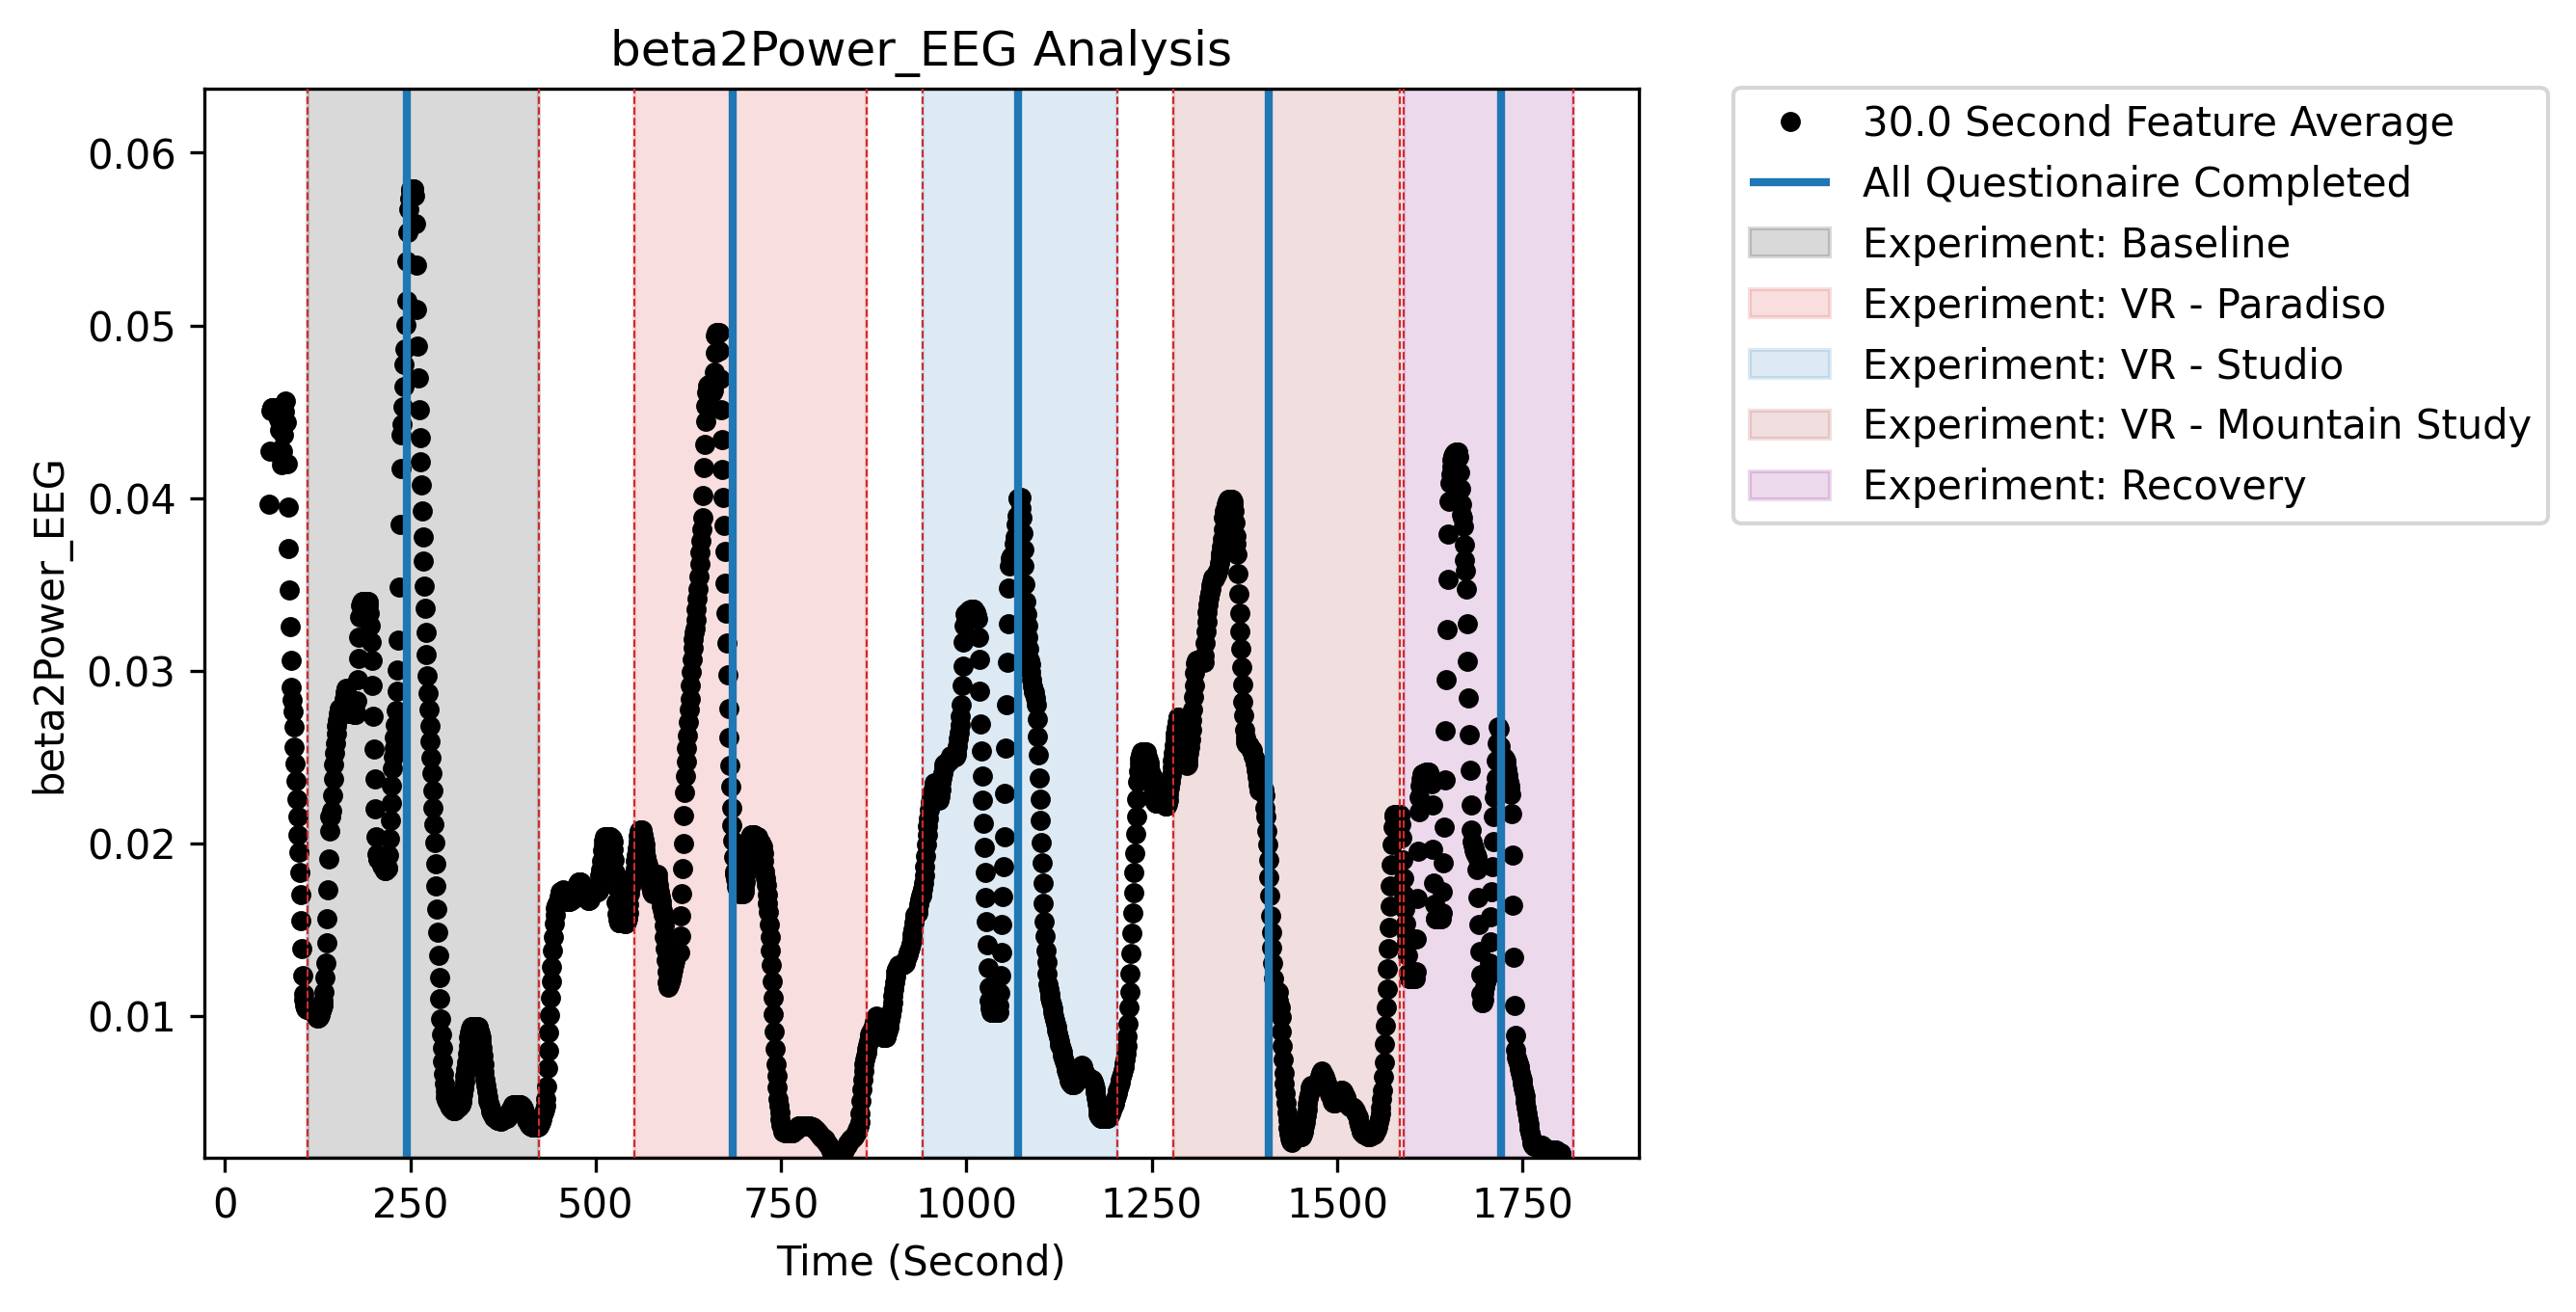 beta2Power_EEG Analysis
beta2Power_EEG
0.06
0.05
0.04
0.03
0.02
0.01
0 250 500 750 1000 1250 1500 1750
Time (Second)
30.0 Second Feature Average
All Questionaire Completed
Experiment: Baseline
Experiment: VR - Paradiso
Experiment: VR - Studio
Experiment: VR - Mountain Study
Experiment: Recovery